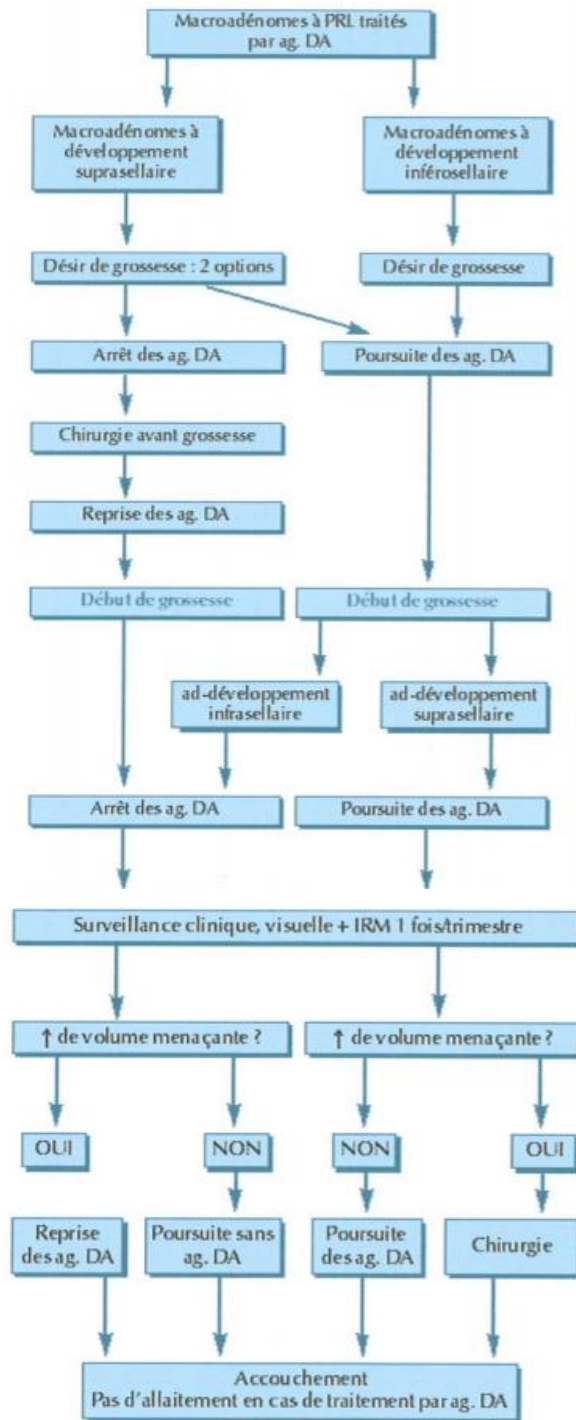 Macroadénomes à PRL traités
par ag. DA
Macroadénomes à
développement
suprasellaire
Macroadénomes à
développement
inférosellaire
Désir de grossesse : 2 options
Désir de grossesse
Arrêt des ag. DA
Poursuite des ag. DA
Chirurgie avant grossesse
Reprise des ag. DA
Début de grossesse
Début de grossesse
ad-développement
infrasellaire
ad-développement
suprasellaire
Arrêt des ag. DA
Poursuite des ag. DA
Surveillance clinique, visuelle + IRM 1 fois/trimestre
↑ de volume menaçante ?
↑ de volume menaçante ?
OUI
NON
NON
OUI
Reprise
des ag. DA
Poursuite sans
ag. DA
Poursuite
des ag. DA
Chirurgie
Accouchement
Pas d'allaitement en cas de traitement par ag. DA